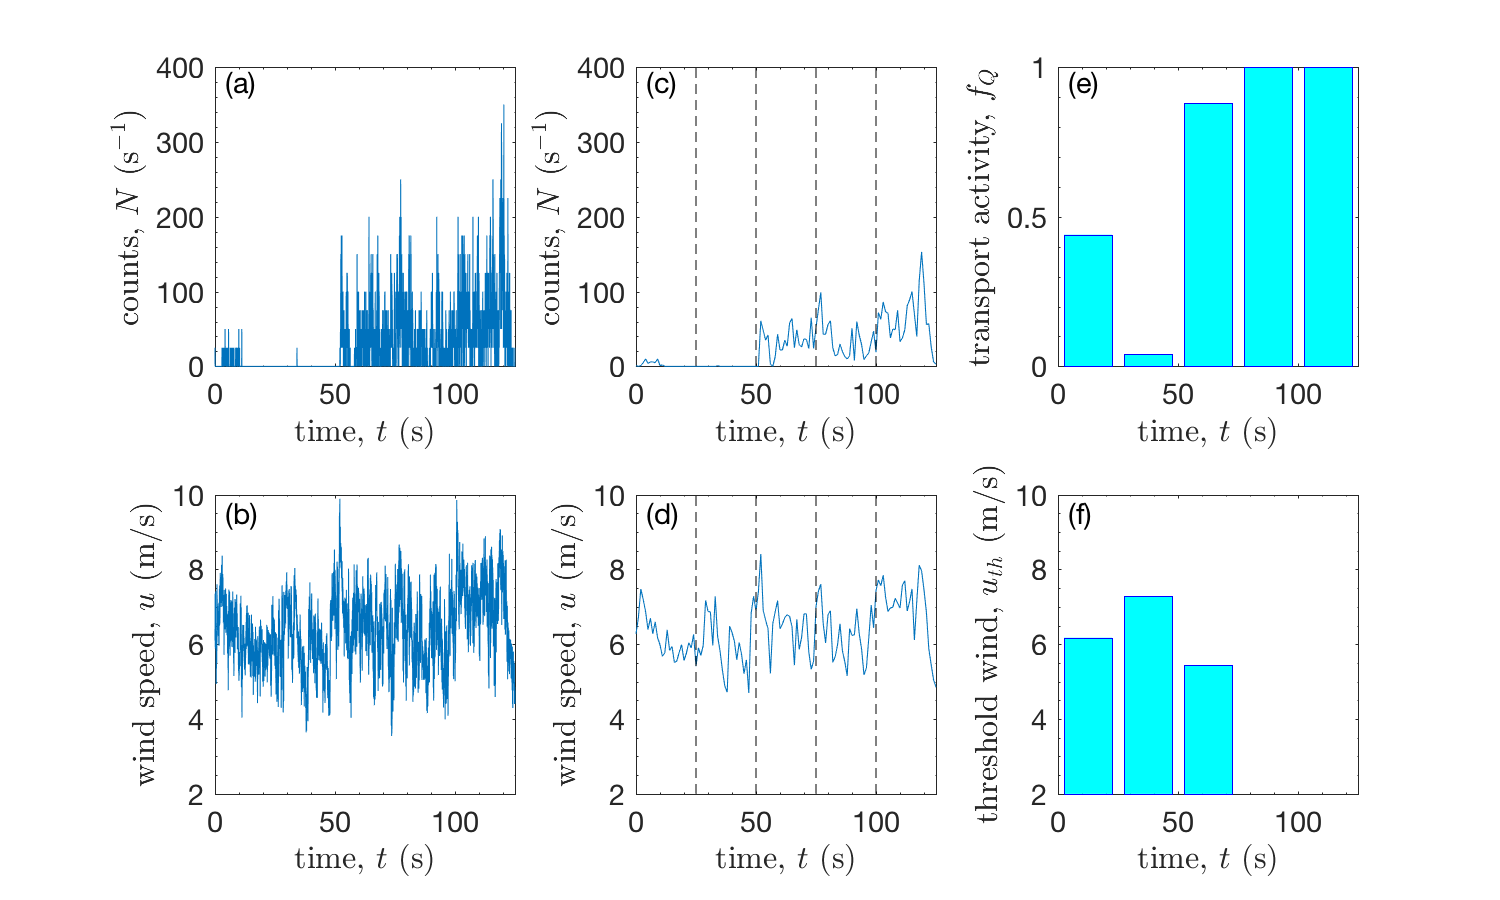 (a)
400
300
200
100
0
counts, N (s⁻¹)
0 50 100
time, t (s)
(c)
400
300
200
100
0
counts, N (s⁻¹)
0 50 100
time, t (s)
(e)
1
0.5
0
transport activity, f_Q
0 50 100
time, t (s)
(b)
10
8
6
4
2
wind speed, u (m/s)
0 50 100
time, t (s)
(d)
10
8
6
4
2
wind speed, u (m/s)
0 50 100
time, t (s)
(f)
10
8
6
4
2
threshold wind, u_th (m/s)
0 50 100
time, t (s)